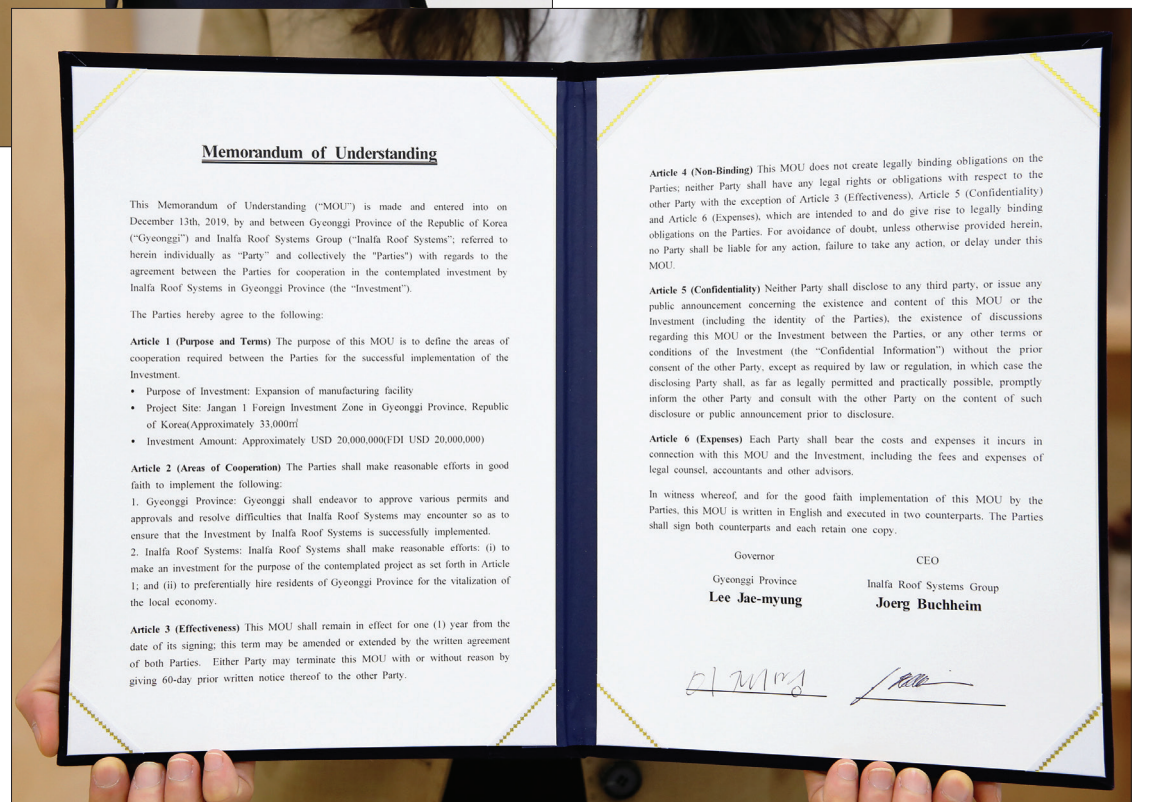 Memorandum of Understanding
This Memorandum of Understanding (“MOU”) is made and entered into on
December 13th, 2019, by and between Gyeonggi Province of the Republic of Korea
(“Gyeonggi”) and Inalfa Roof Systems Group (“Inalfa Roof Systems”; referred to
herein individually as “Party” and collectively the "Parties") with regards to the
agreement between the Parties for cooperation in the contemplated investment by
Inalfa Roof Systems in Gyeonggi Province (the “Investment”).
The Parties hereby agree to the following:
Article 1 (Purpose and Terms) The purpose of this MOU is to define the areas of
cooperation required between the Parties for the successful implementation of the
Investment.
• Purpose of Investment: Expansion of manufacturing facility
• Project Site: Jangan 1 Foreign Investment Zone in Gyeonggi Province, Republic
of Korea(Approximately 33,000㎡
• Investment Amount: Approximately USD 20,000,000(FDI USD 20,000,000)
Article 2 (Areas of Cooperation) The Parties shall make reasonable efforts in good
faith to implement the following:
1. Gyeonggi Province: Gyeonggi shall endeavor to approve various permits and
approvals and resolve difficulties that Inalfa Roof Systems may encounter so as to
ensure that the Investment by Inalfa Roof Systems is successfully implemented.
2. Inalfa Roof Systems: Inalfa Roof Systems shall make reasonable efforts: (i) to
make an investment for the purpose of the contemplated project as set forth in Article
1; and (ii) to preferentially hire residents of Gyeonggi Province for the vitalization of
the local economy.
Article 3 (Effectiveness) This MOU shall remain in effect for one (1) year from the
date of its signing; this term may be amended or extended by the written agreement
of both Parties. Either Party may terminate this MOU with or without reason by
giving 60-day prior written notice thereof to the other Party.
Article 4 (Non-Binding) This MOU does not create legally binding obligations on the
Parties; neither Party shall have any legal rights or obligations with respect to the
other Party with the exception of Article 3 (Effectiveness), Article 5 (Confidentiality)
and Article 6 (Expenses), which are intended to and do give rise to legally binding
obligations on the Parties. For avoidance of doubt, unless otherwise provided herein,
no Party shall be liable for any action, failure to take any action, or delay under this
MOU.
Article 5 (Confidentiality) Neither Party shall disclose to any third party, or issue any
public announcement concerning the existence and content of this MOU or the
Investment (including the identity of the Parties), the existence of discussions
regarding this MOU or the Investment between the Parties, or any other terms or
conditions of the Investment (the “Confidential Information”) without the prior
consent of the other Party, except as required by law or regulation, in which case the
disclosing Party shall, as far as legally permitted and practically possible, promptly
inform the other Party and consult with the other Party on the content of such
disclosure or public announcement prior to disclosure.
Article 6 (Expenses) Each Party shall bear the costs and expenses it incurs in
connection with this MOU and the Investment, including the fees and expenses of
legal counsel, accountants and other advisors.
In witness whereof, and for the good faith implementation of this MOU by the
Parties, this MOU is written in English and executed in two counterparts. The Parties
shall sign both counterparts and each retain one copy.
Governor
Gyeonggi Province
Lee Jae-myung
CEO
Inalfa Roof Systems Group
Joerg Buchheim
이재명